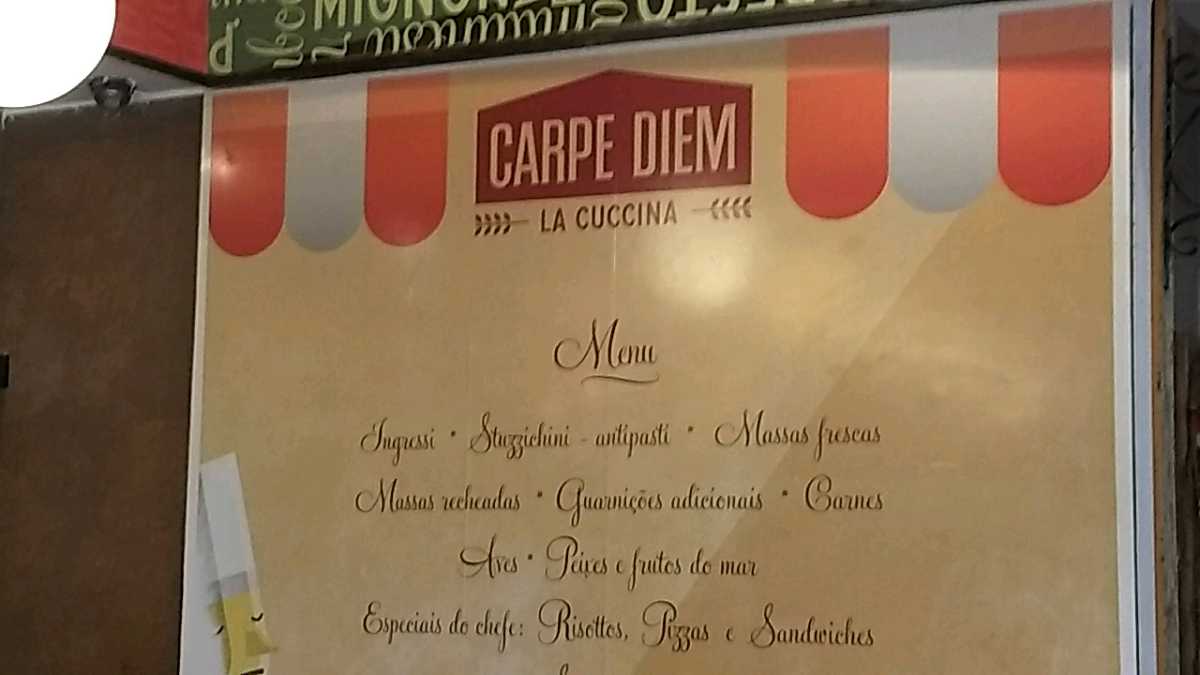 MIGNON
CARPE DIEM
LA CUCCINA
Menu
Ingressi • Stuzzichini - antipasti • Massas frescas
Massas recheadas • Guarnições adicionais • Carnes
Aves • Peixes e frutos do mar
Especiais do chefe: Risottos, Pizzas e Sandwiches